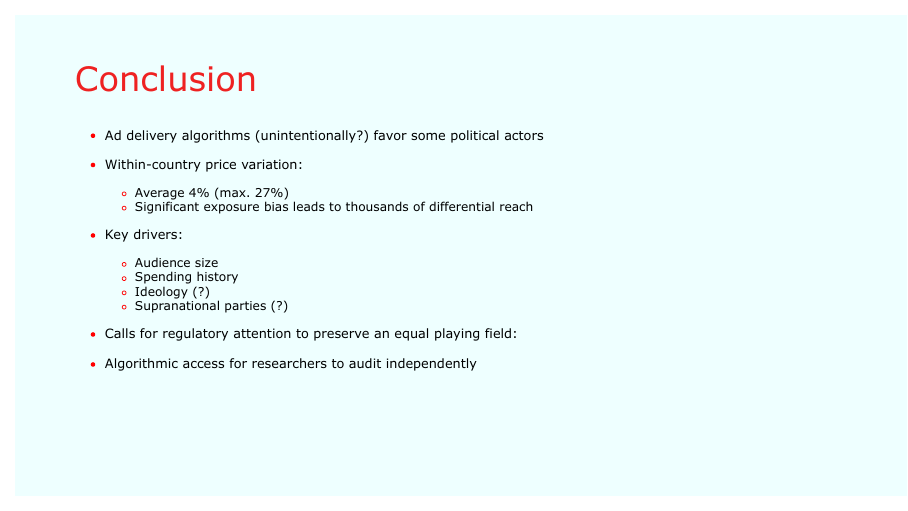 Conclusion
Ad delivery algorithms (unintentionally?) favor some political actors
Within-country price variation:
Average 4% (max. 27%)
Significant exposure bias leads to thousands of differential reach
Key drivers:
Audience size
Spending history
Ideology (?)
Supranational parties (?)
Calls for regulatory attention to preserve an equal playing field:
Algorithmic access for researchers to audit independently